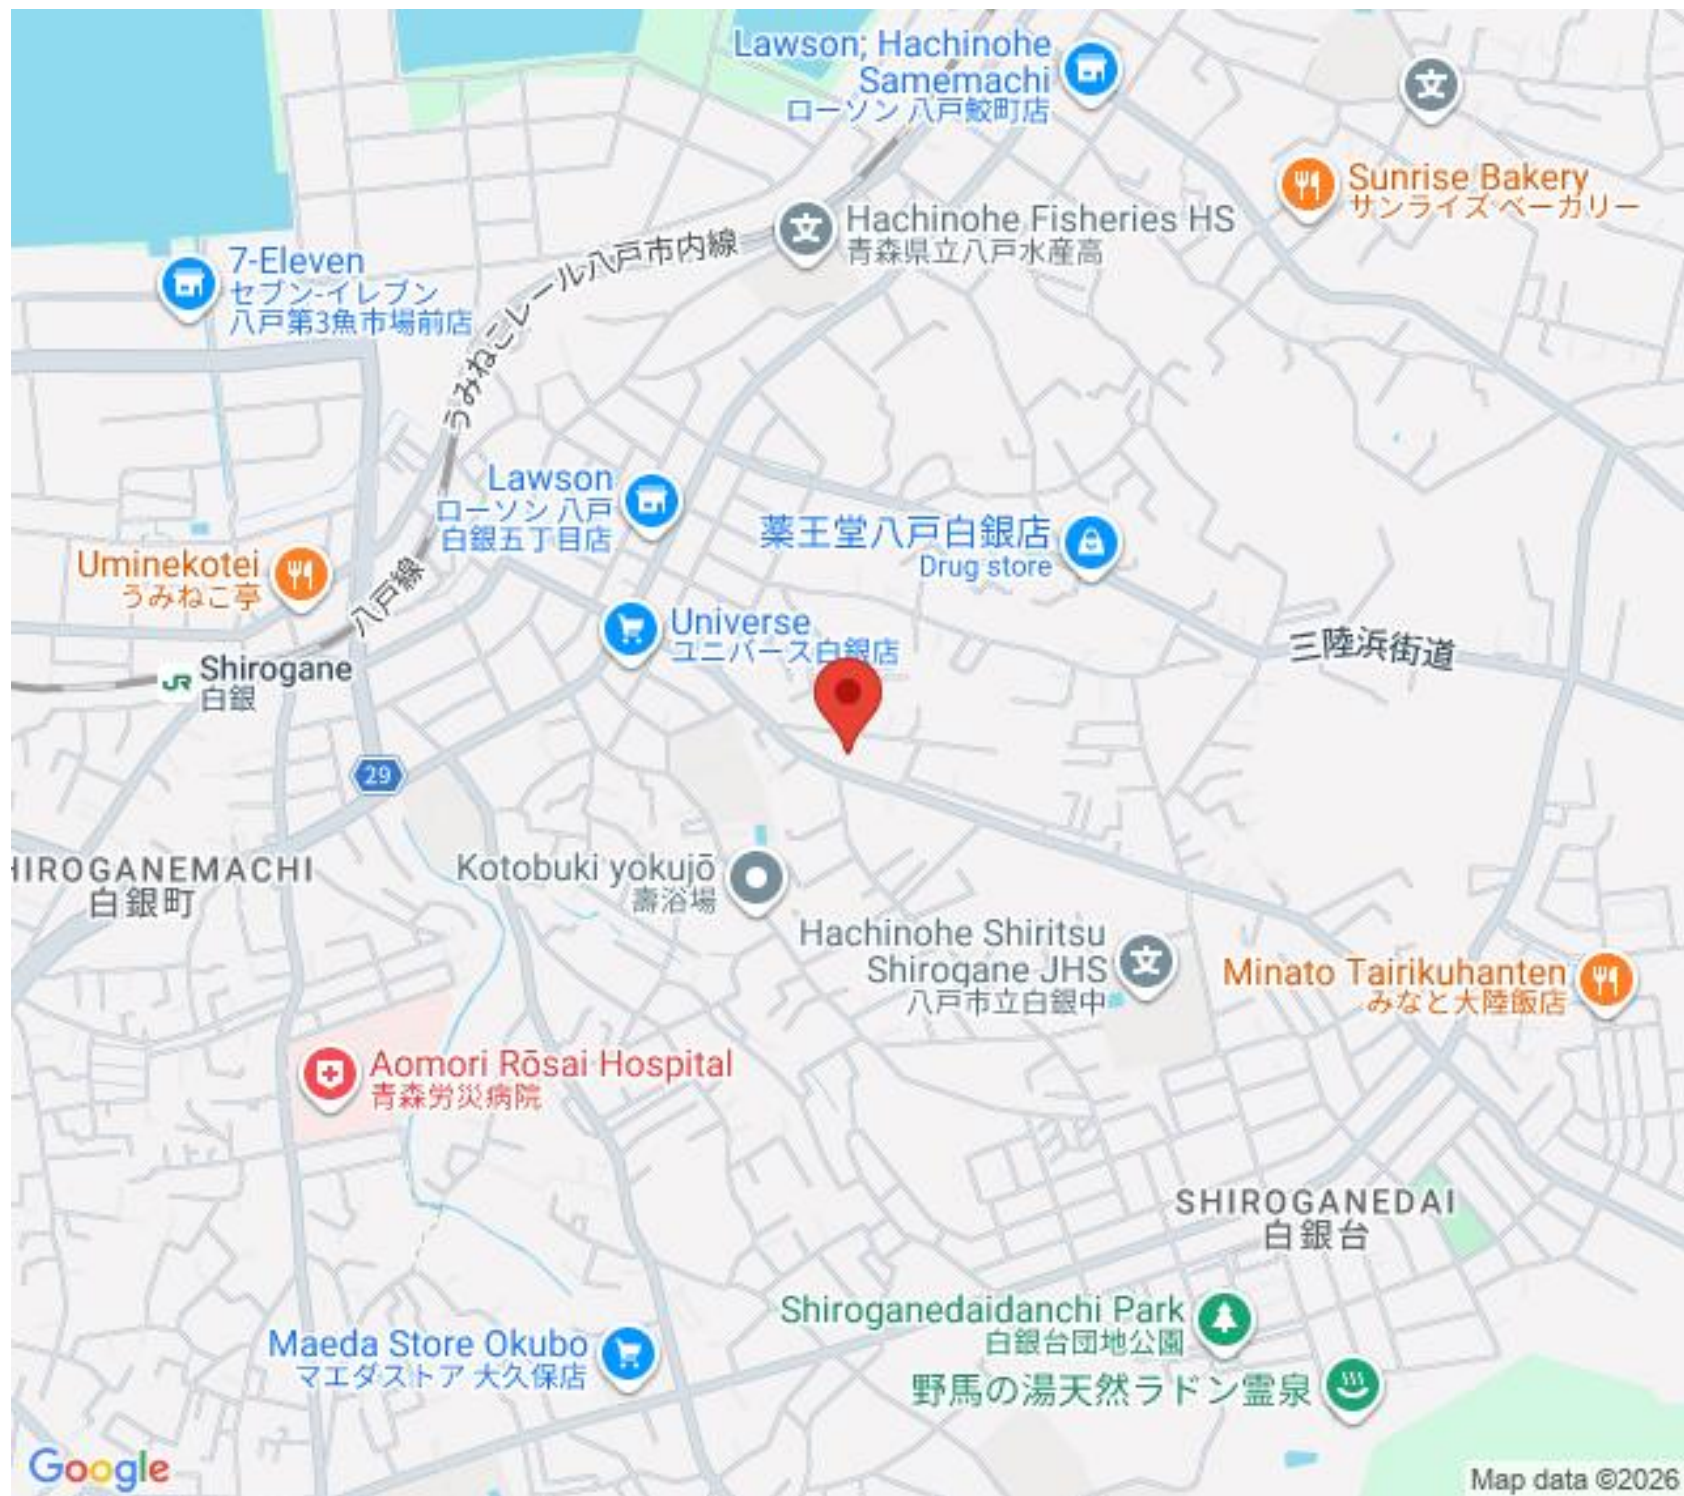 Lawson; Hachinohe
Samemachi
ローソン 八戸鮫町店
Sunrise Bakery
サンライズ ベーカリー
Hachinohe Fisheries HS
青森県立八戸水産高
うみねこレール八戸市内線
7-Eleven
セブン-イレブン
八戸第3魚市場前店
Lawson
ローソン 八戸
白銀五丁目店
薬王堂八戸白銀店
Drug store
Uminekotei
うみねこ亭
八戸線
Universe
ユニバース白銀店
三陸浜街道
JR
Shirogane
白銀
29
HIROGANEMACHI
白銀町
Kotobuki yokujō
壽浴場
Hachinohe Shiritsu
Shirogane JHS
八戸市立白銀中
Minato Tairikuhanten
みなと大陸飯店
Aomori Rōsai Hospital
青森労災病院
SHIROGANEDAI
白銀台
Shiroganedaidanchi Park
白銀台団地公園
Maeda Store Okubo
マエダストア 大久保店
野馬の湯天然ラドン霊泉
Google
Map data ©2026